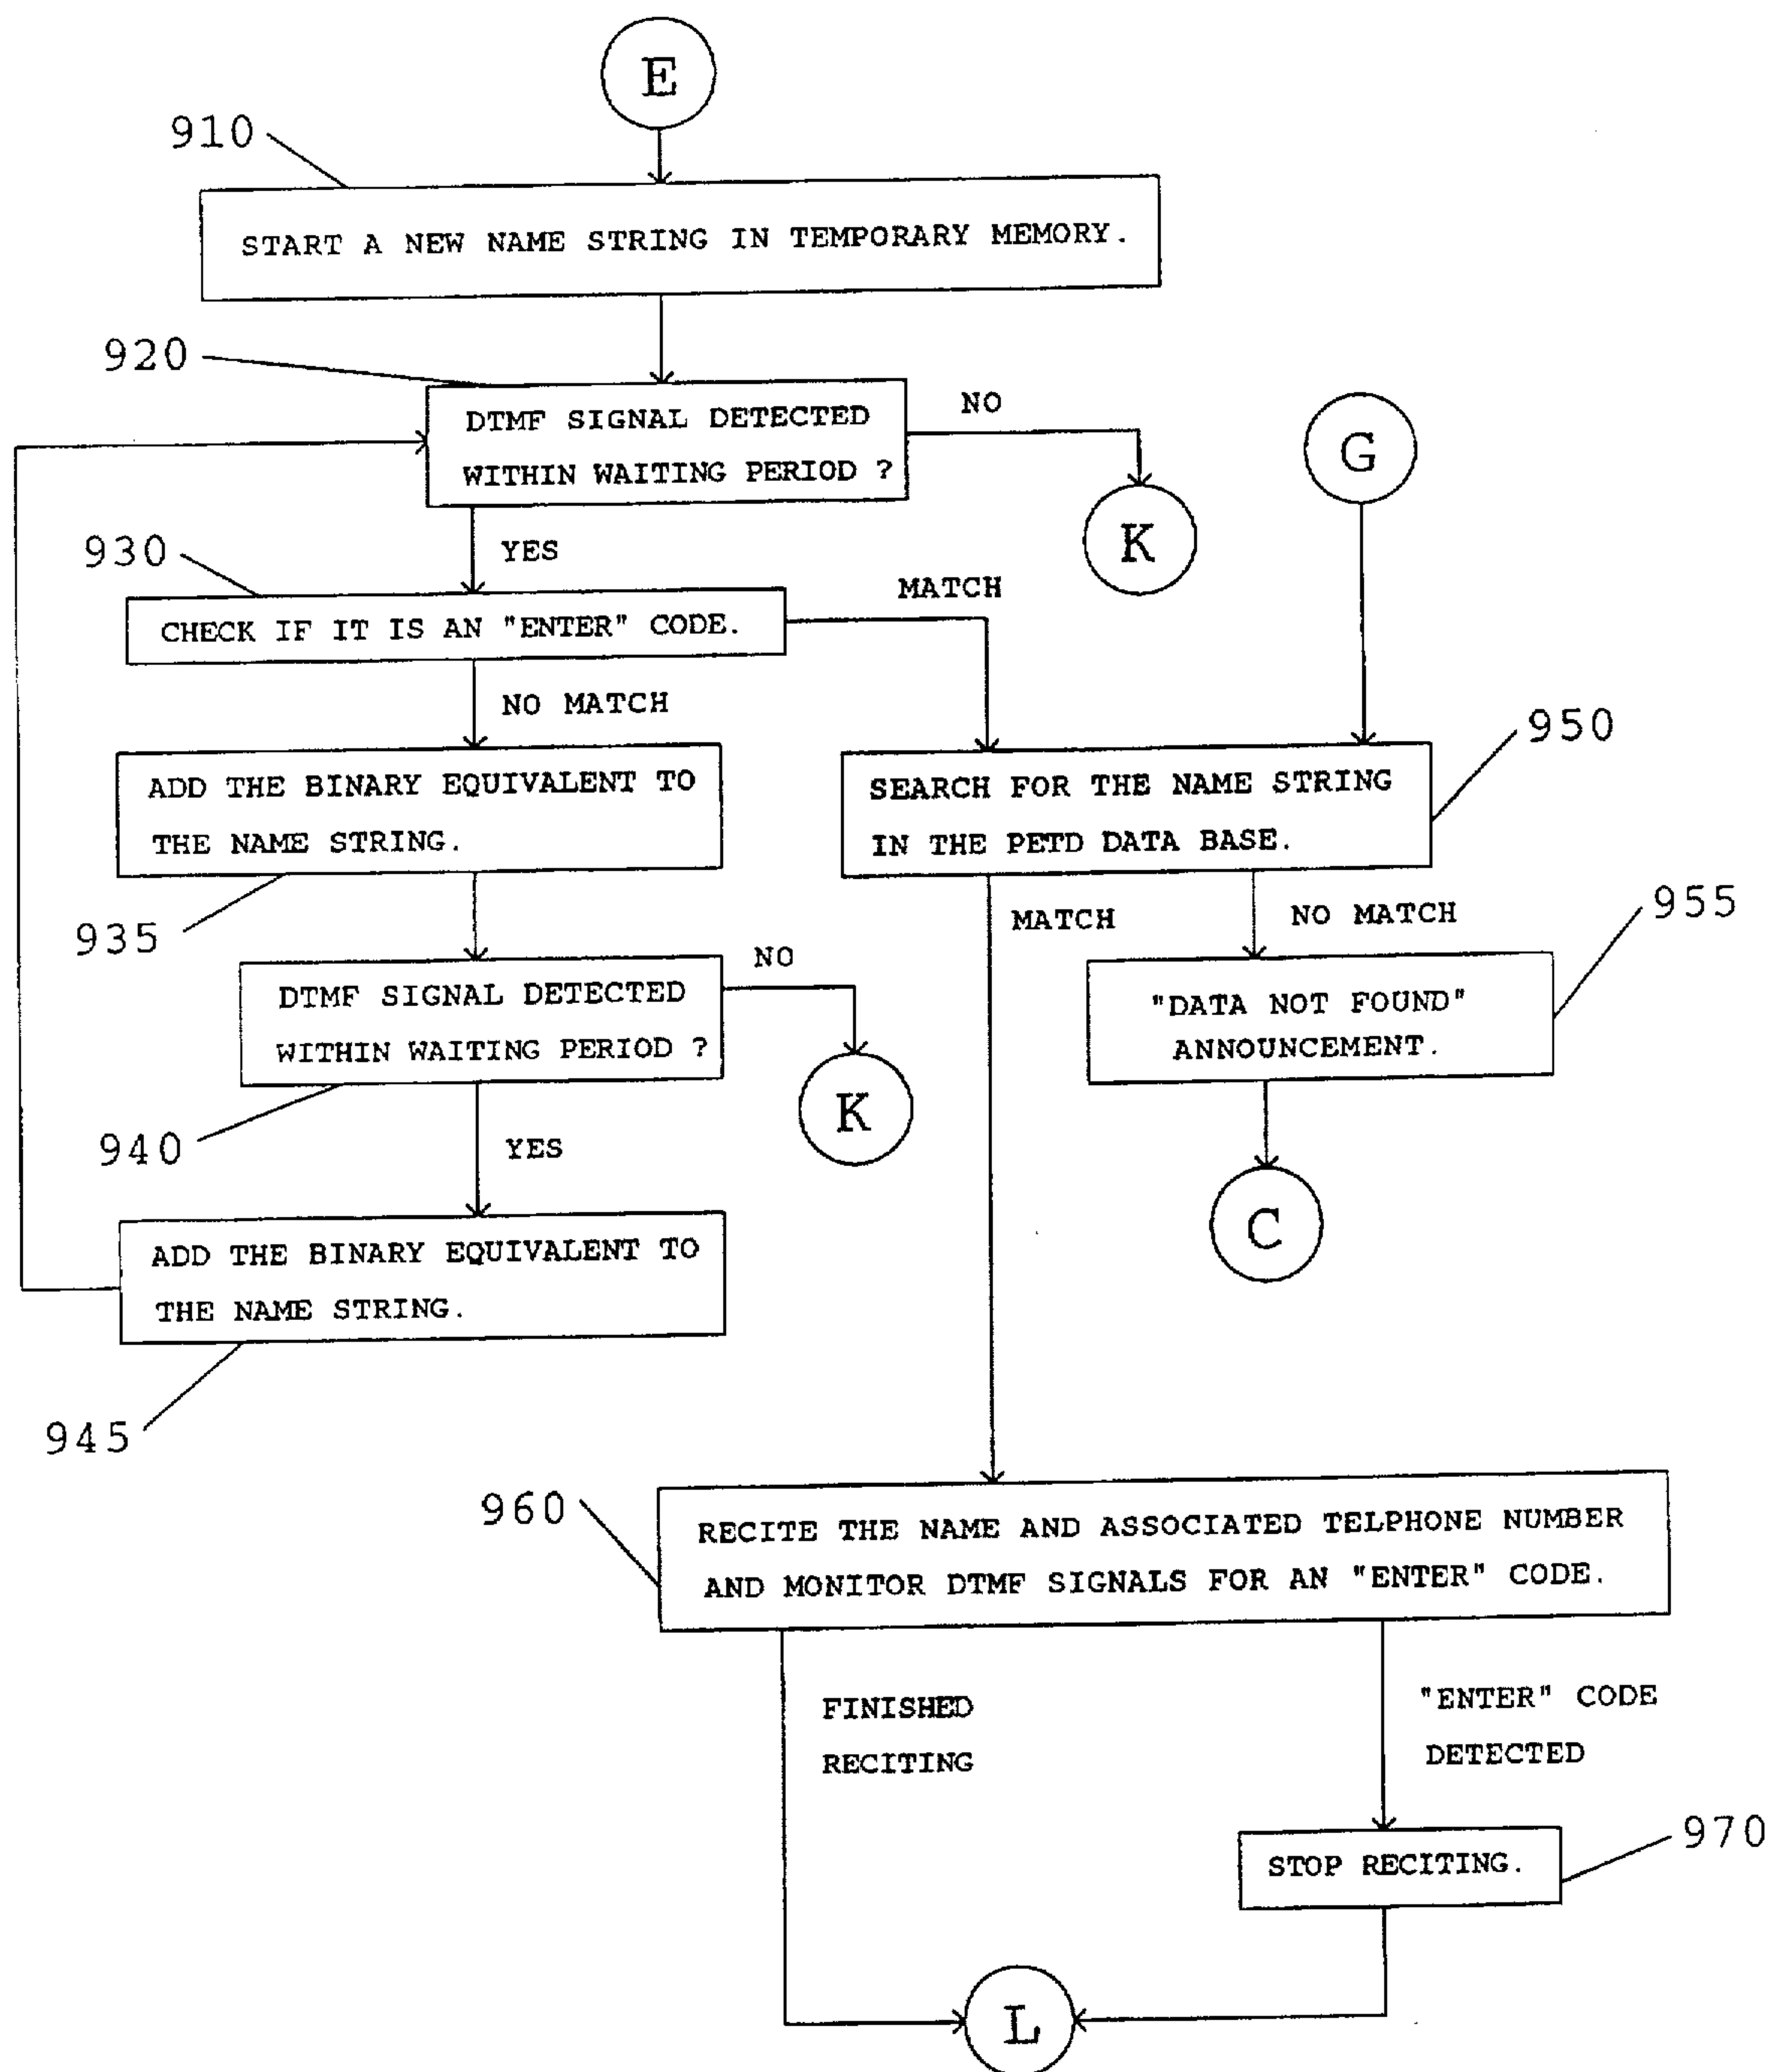 E
910
START A NEW NAME STRING IN TEMPORARY MEMORY.
920
DTMF SIGNAL DETECTED
WITHIN WAITING PERIOD ?
NO
K
G
YES
930
CHECK IF IT IS AN "ENTER" CODE.
MATCH
NO MATCH
ADD THE BINARY EQUIVALENT TO
THE NAME STRING.
935
SEARCH FOR THE NAME STRING
IN THE PETD DATA BASE.
950
MATCH
NO MATCH
955
"DATA NOT FOUND"
ANNOUNCEMENT.
C
DTMF SIGNAL DETECTED
WITHIN WAITING PERIOD ?
NO
K
940
YES
ADD THE BINARY EQUIVALENT TO
THE NAME STRING.
945
960
RECITE THE NAME AND ASSOCIATED TELPHONE NUMBER
AND MONITOR DTMF SIGNALS FOR AN "ENTER" CODE.
FINISHED
RECITING
"ENTER" CODE
DETECTED
970
STOP RECITING.
L